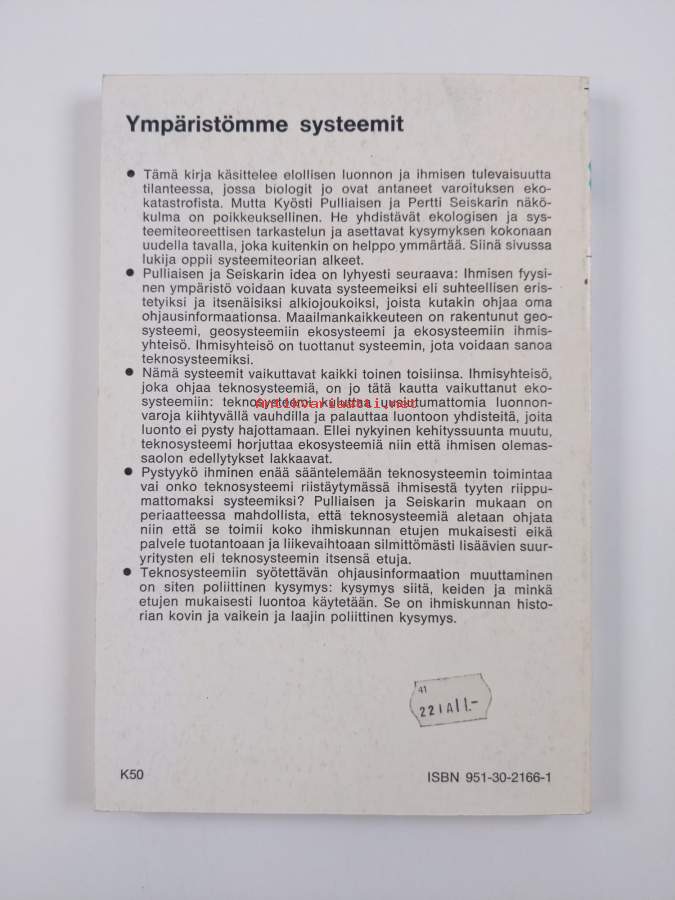 Ympäristömme systeemit
● Tämä kirja käsittelee elollisen luonnon ja ihmisen tulevaisuutta
tilanteessa, jossa biologit jo ovat antaneet varoituksen eko-
katastrofista. Mutta Kyösti Pulliaisen ja Pertti Seiskarin näkö-
kulma on poikkeuksellinen. He yhdistävät ekologisen ja sys-
teemiteoreettisen tarkastelun ja asettavat kysymyksen kokonaan
uudella tavalla, joka kuitenkin on helppo ymmärtää. Siinä sivussa
lukija oppii systeemiteorian alkeet.
● Pulliaisen ja Seiskarin idea on lyhyesti seuraava: Ihmisen fyysi-
nen ympäristö voidaan kuvata systeemeiksi eli suhteellisen eris-
tetyiksi ja itsenäisiksi alkiojoukoiksi, joista kutakin ohjaa oma
ohjausinformaationsa. Maailmankaikkeuteen on rakentunut geo-
systeemi, geosysteemiin ekosysteemi ja ekosysteemiin ihmis-
yhteisö. Ihmisyhteisö on tuottanut systeemin, jota voidaan sanoa
teknosysteemiksi.
● Nämä systeemit vaikuttavat kaikki toinen toisiinsa. Ihmisyhteisö,
joka ohjaa teknosysteemiä, on jo tätä kautta vaikuttanut eko-
systeemiin: teknosysteemi kuluttaa uusiutumattomia luonnon-
antikvariaatti.net
varoja kiihtyvällä vauhdilla ja palauttaa luontoon yhdisteitä, joita
luonto ei pysty hajottamaan. Ellei nykyinen kehityssuunta muutu,
teknosysteemi horjuttaa ekosysteemiä niin että ihmisen olemas-
saolon edellytykset lakkaavat.
● Pystyykö ihminen enää sääntelemään teknosysteemin toimintaa
vai onko teknosysteemi riistäytymässä ihmisestä tyyten riippu-
mattomaksi systeemiksi? Pulliaisen ja Seiskarin mukaan on
periaatteessa mahdollista, että teknosysteemiä aletaan ohjata
niin että se toimii koko ihmiskunnan etujen mukaisesti eikä
palvele tuotantoaan ja liikevaihtoaan silmittömästi lisäävien suur-
yritysten eli teknosysteemin itsensä etuja.
● Teknosysteemiin syötettävän ohjausinformaation muuttaminen
on siten poliittinen kysymys: kysymys siitä, keiden ja minkä
etujen mukaisesti luontoa käytetään. Se on ihmiskunnan histo-
rian kovin ja vaikein ja laajin poliittinen kysymys.
41
221A11.-
K50
ISBN 951-30-2166-1